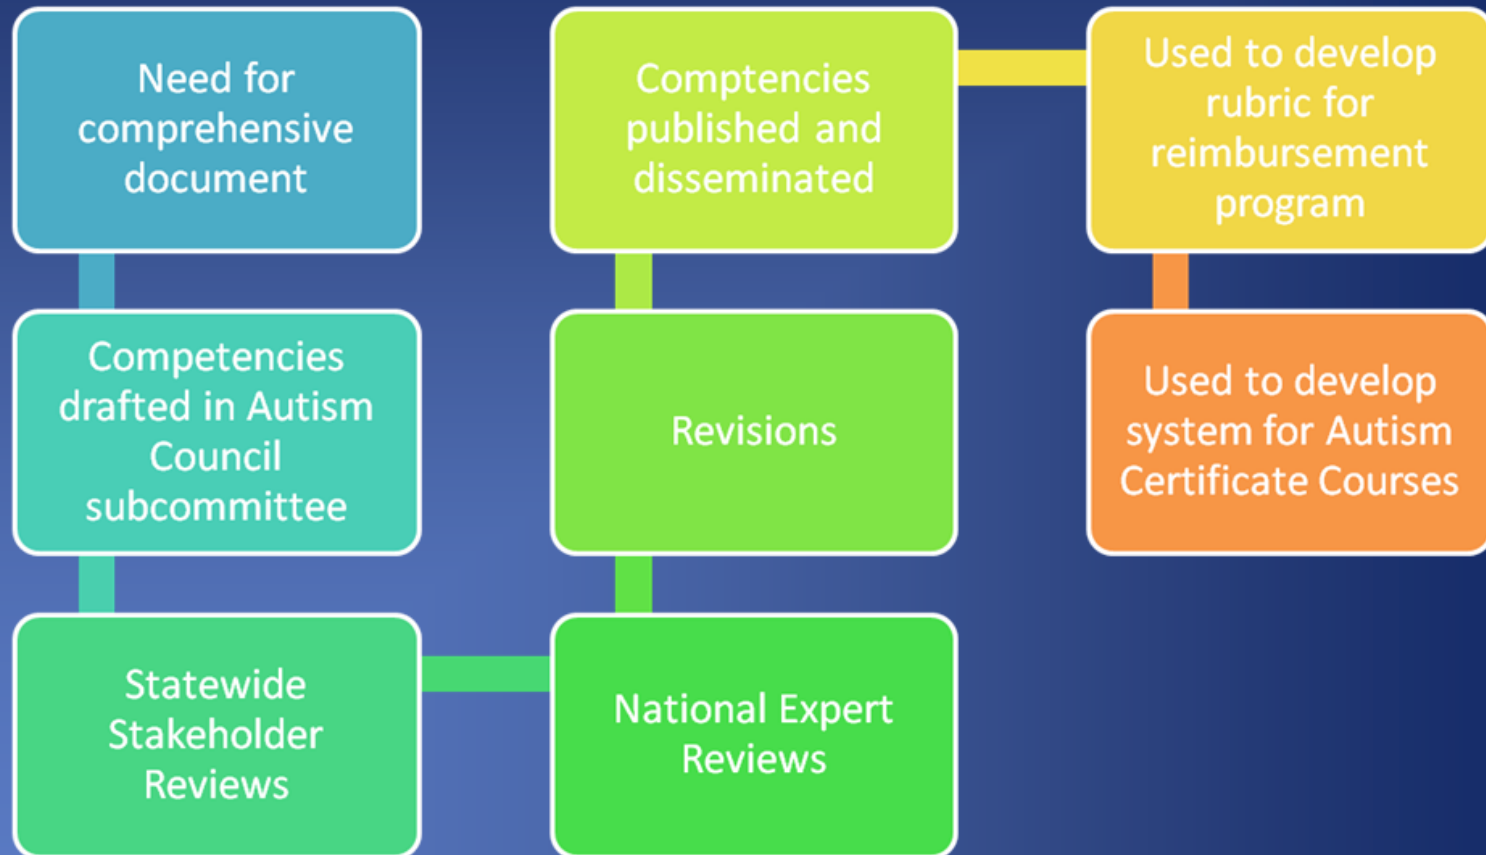 Need for
comprehensive
document
Competencies
drafted in Autism
Council
subcommittee
Statewide
Stakeholder
Reviews
National Expert
Reviews
Revisions
Comptencies
published and
disseminated
Used to develop
rubric for
reimbursement
program
Used to develop
system for Autism
Certificate Courses